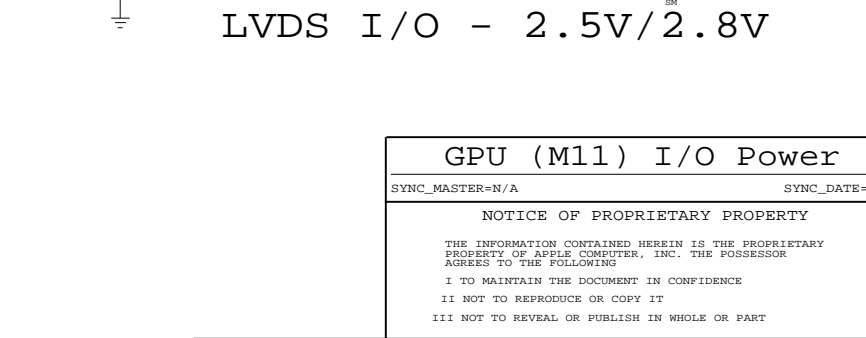 SM
LVDS I/O - 2.5V/2.8V
GPU (M11) I/O Power
SYNC_MASTER=N/A SYNC_DATE=
NOTICE OF PROPRIETARY PROPERTY
THE INFORMATION CONTAINED HEREIN IS THE PROPRIETARY
PROPERTY OF APPLE COMPUTER, INC. THE POSSESSOR
AGREES TO THE FOLLOWING
I TO MAINTAIN THE DOCUMENT IN CONFIDENCE
II NOT TO REPRODUCE OR COPY IT
III NOT TO REVEAL OR PUBLISH IN WHOLE OR PART